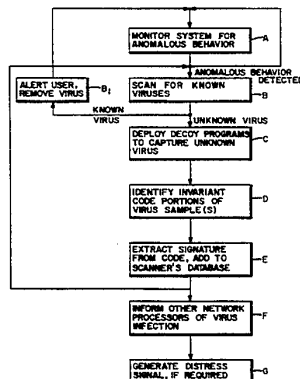 MONITOR SYSTEM FOR
ANOMALOUS BEHAVIOR
A
ANOMALOUS BEHAVIOR
DETECTED
ALERT USER,
REMOVE VIRUS
B1
SCAN FOR KNOWN
VIRUSES
B
KNOWN
VIRUS
UNKNOWN VIRUS
DEPLOY DECOY PROGRAMS
TO CAPTURE UNKNOWN
VIRUS
C
IDENTIFY INVARIANT
CODE PORTIONS OF
VIRUS SAMPLE(S)
D
EXTRACT SIGNATURE
FROM CODE, ADD TO
SCANNER'S DATABASE
E
INFORM OTHER NETWORK
PROCESSORS OF VIRUS
INFECTION
F
GENERATE DISTRESS
SIGNAL, IF REQUIRED
G